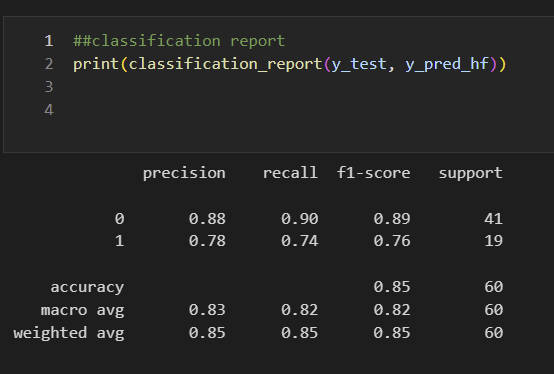 1 ##classification report
2 print(classification_report(y_test, y_pred_hf))
3
4
precision recall f1-score support
0 0.88 0.90 0.89 41
1 0.78 0.74 0.76 19
accuracy 0.85 60
macro avg 0.83 0.82 0.82 60
weighted avg 0.85 0.85 0.85 60